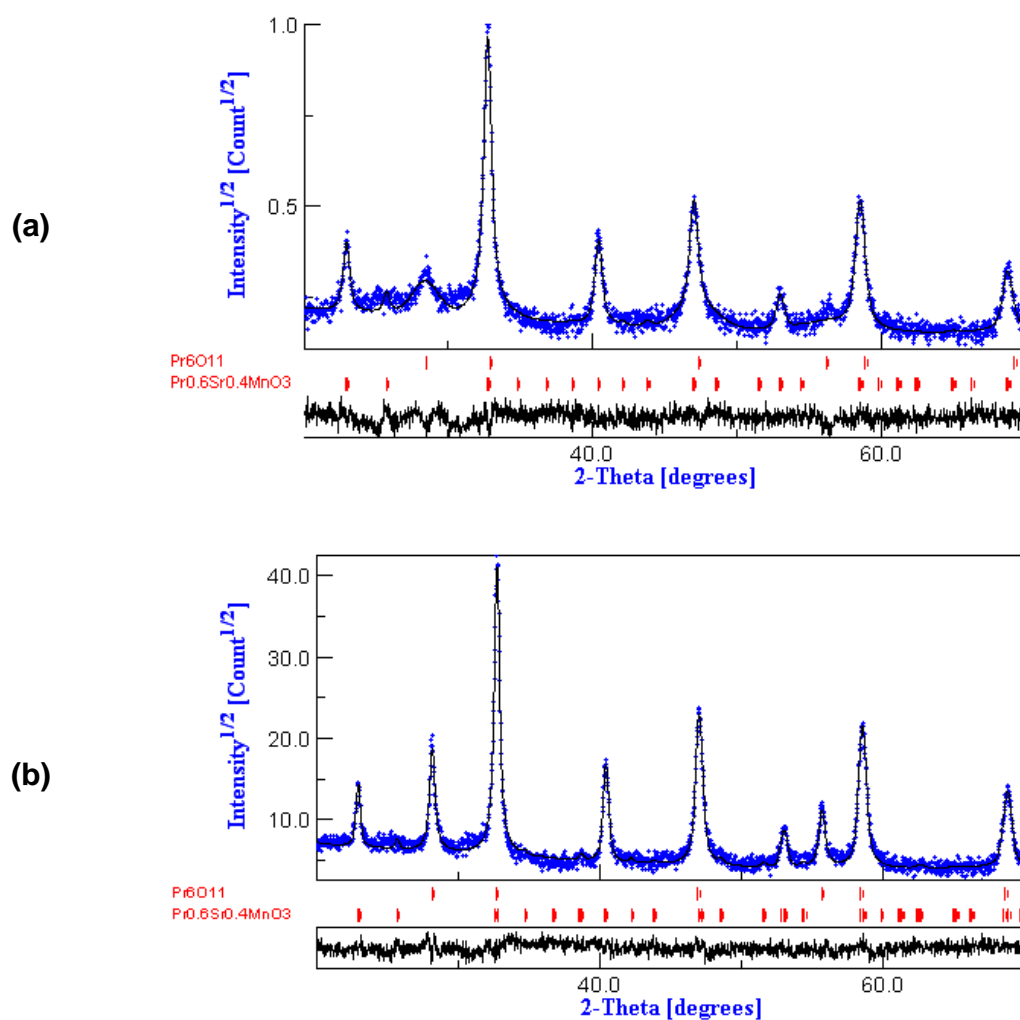 (a)
Intensity1/2 [Count1/2]
1.0
0.5
Pr6O11
Pr0.6Sr0.4MnO3
40.0 60.0
2-Theta [degrees]
(b)
Intensity1/2 [Count1/2]
40.0
30.0
20.0
10.0
Pr6O11
Pr0.6Sr0.4MnO3
40.0 60.0
2-Theta [degrees]